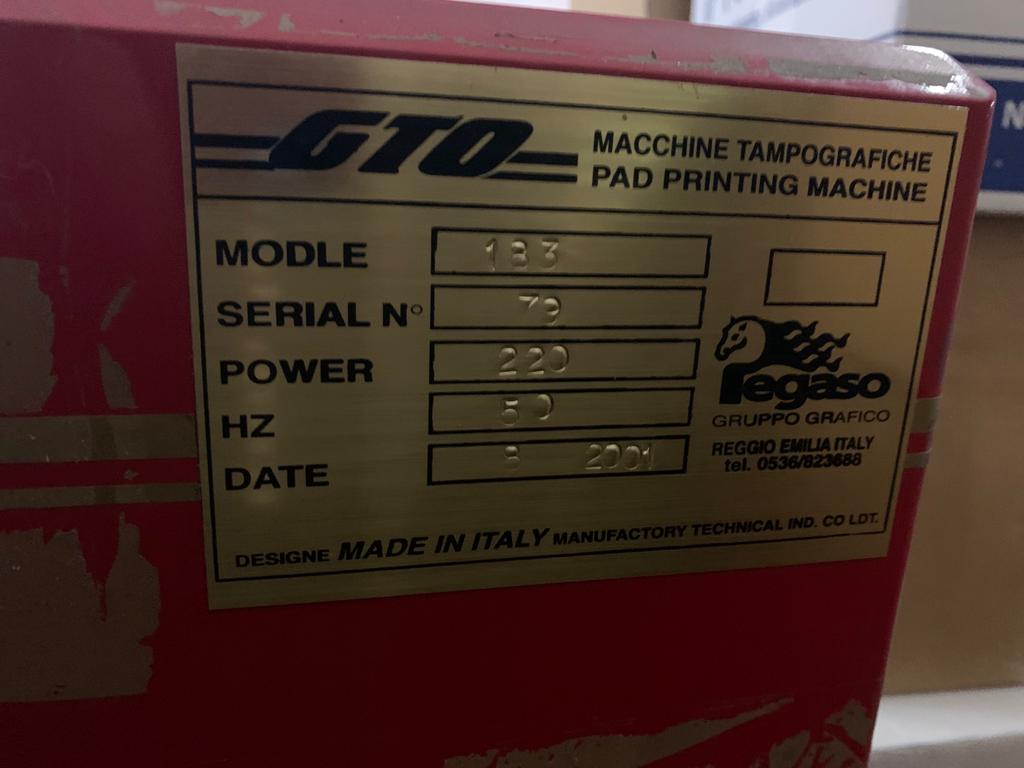 GTO
MACCHINE TAMPOGRAFICHE
PAD PRINTING MACHINE
MODLE 183
SERIAL N° 79
POWER 220
HZ 50
DATE 8 2001
Pegaso
GRUPPO GRAFICO
REGGIO EMILIA ITALY
tel. 0536/823688
DESIGNE MADE IN ITALY MANUFACTORY TECHNICAL IND. CO LDT.
N